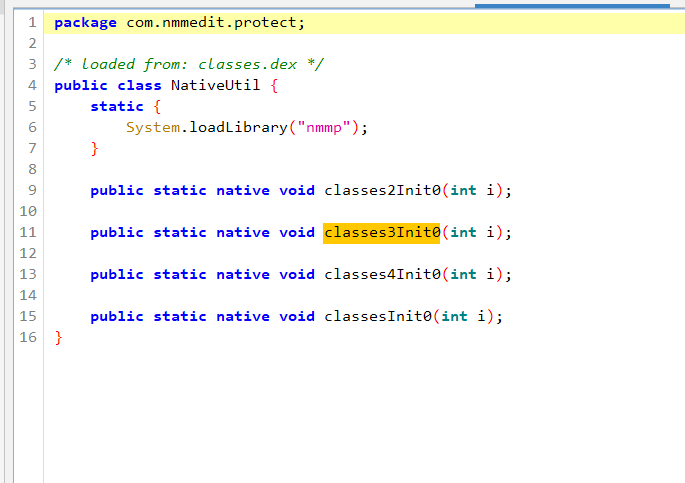 1 package com.nmmedit.protect;
2
3 /* loaded from: classes.dex */
4 public class NativeUtil {
5 static {
6 System.loadLibrary("nmmp");
7 }
8
9 public static native void classes2Init0(int i);
10
11 public static native void classes3Init0(int i);
12
13 public static native void classes4Init0(int i);
14
15 public static native void classesInit0(int i);
16 }